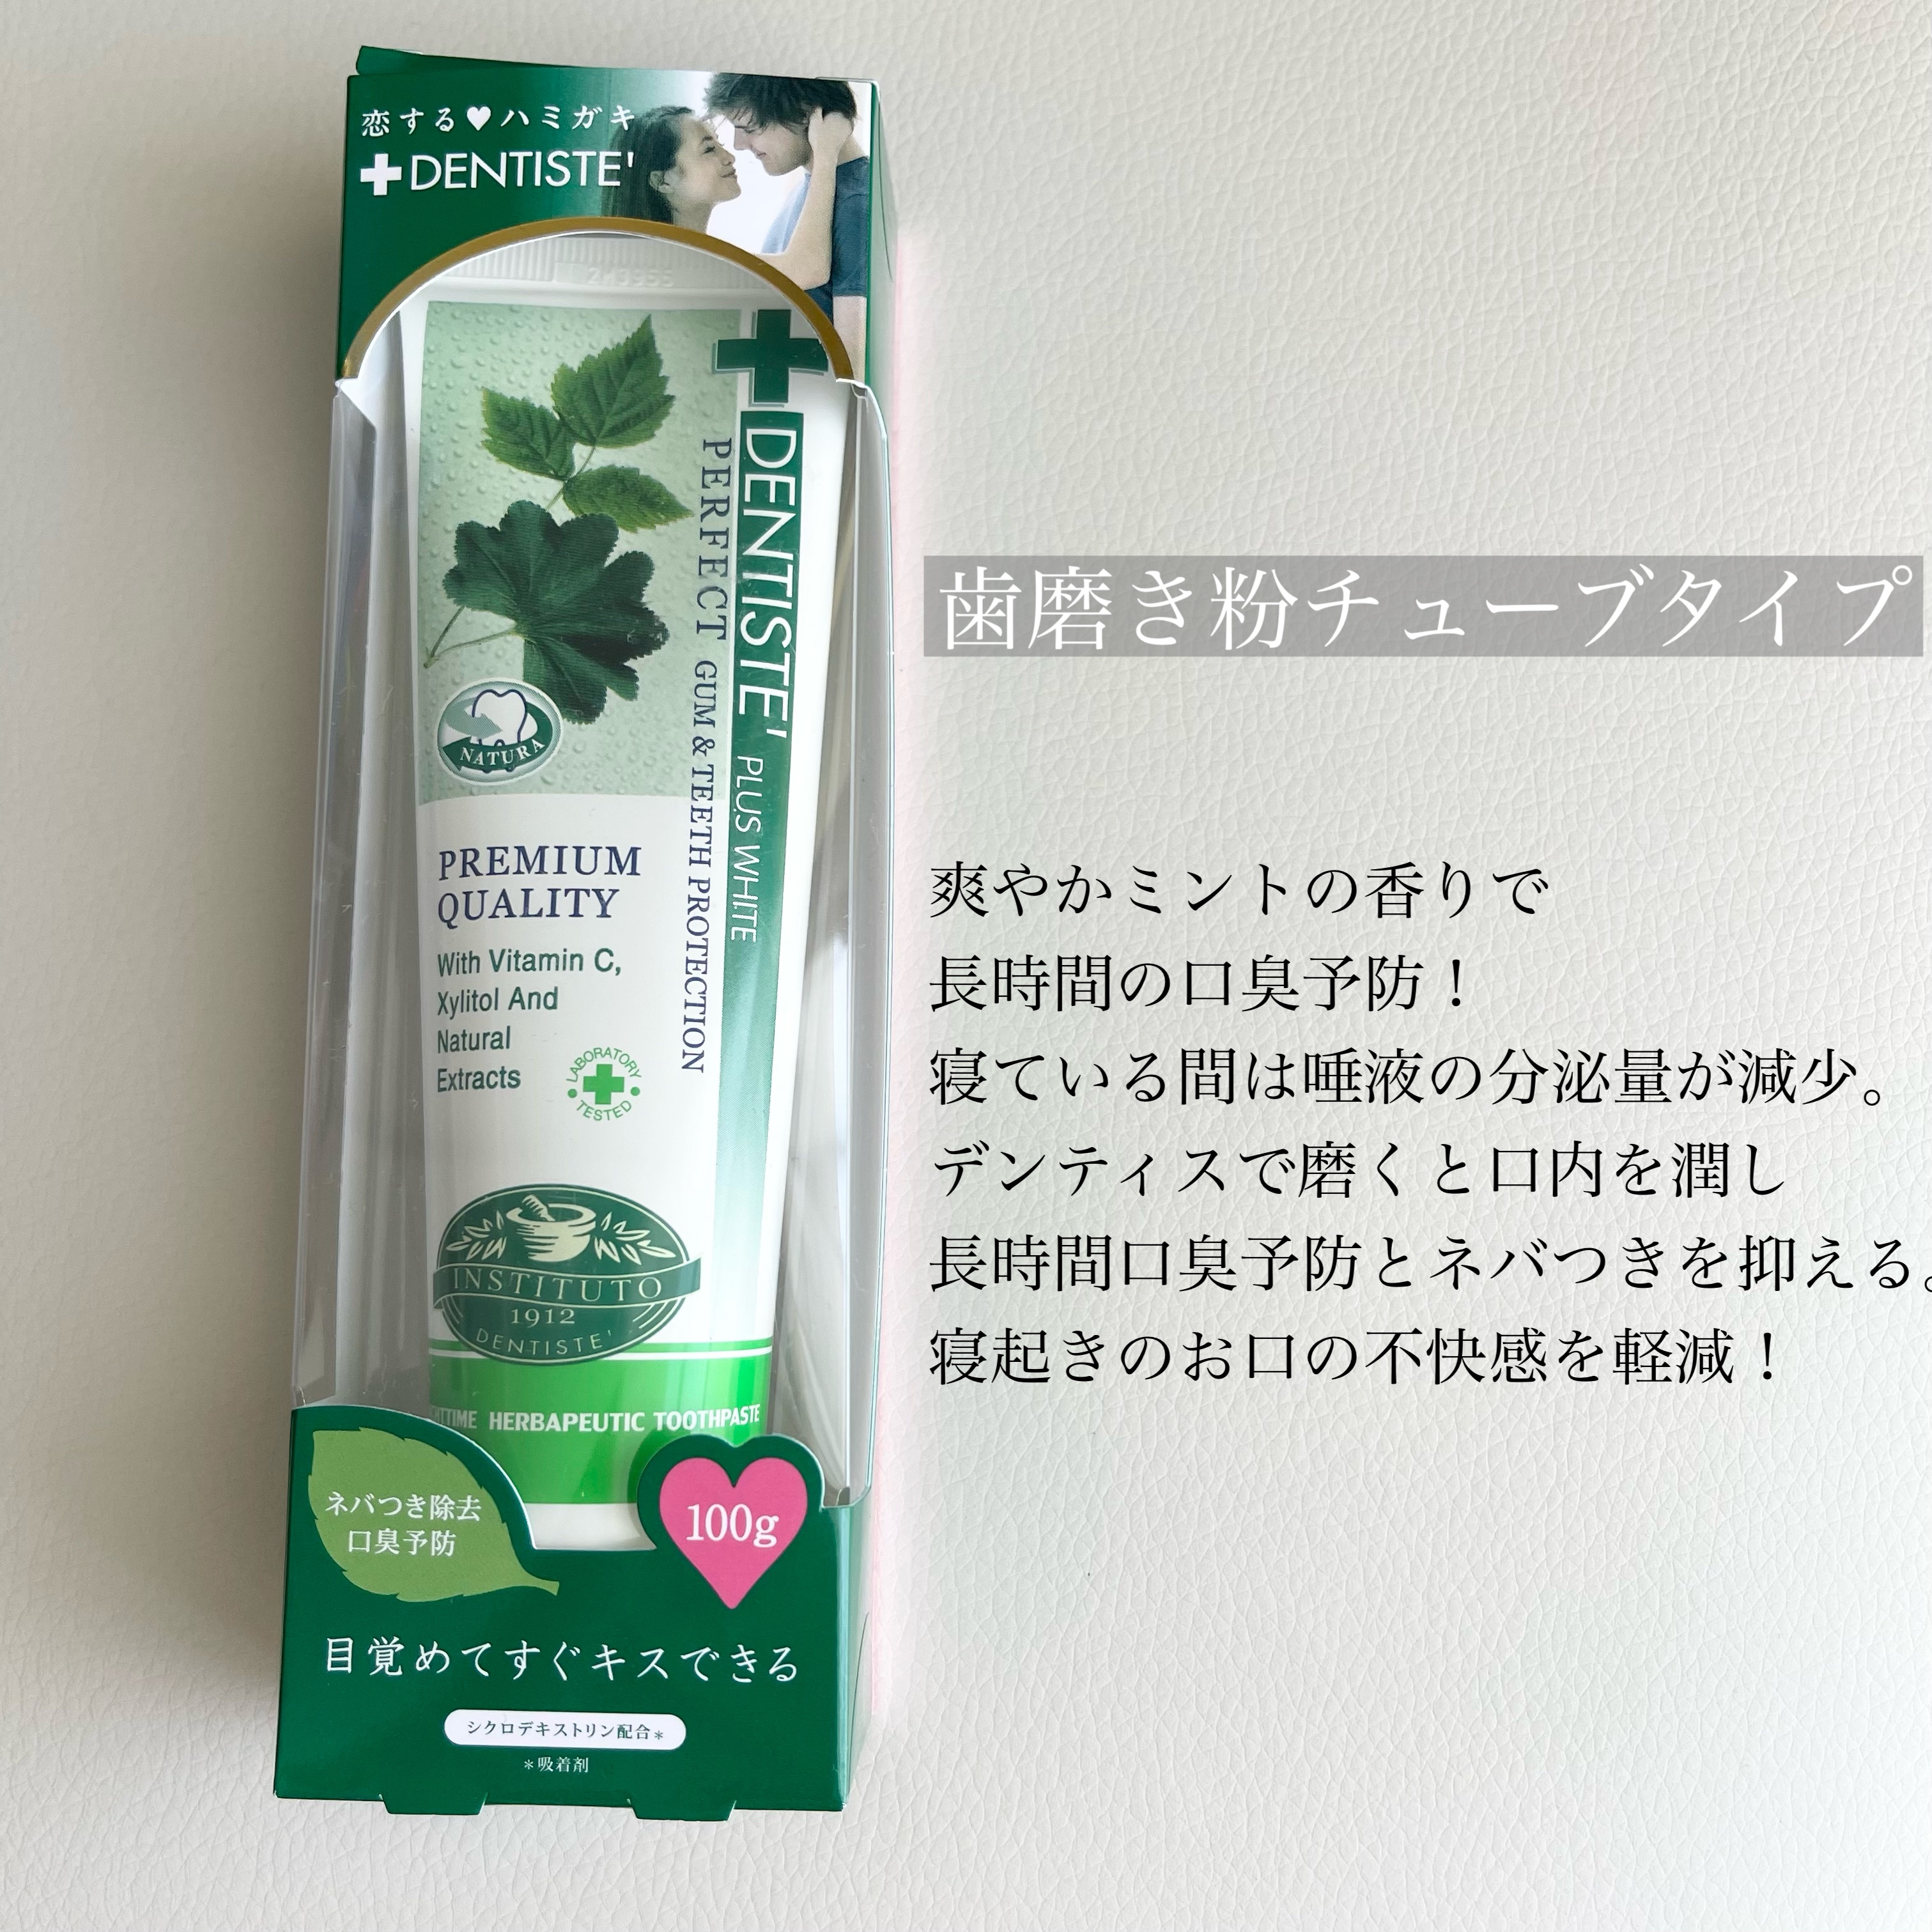 恋する♥ハミガキ
DENTISTE'
歯磨き粉チューブタイプ
爽やかミントの香りで
長時間の口臭予防！
寝ている間は唾液の分泌量が減少。
デンティスで磨くと口内を潤し
長時間口臭予防とネバつきを抑える。
寝起きのお口の不快感を軽減！
DENTISTE' PLUS WHITE
PERFECT GUM & TEETH PROTECTION
NATURA
PREMIUM
QUALITY
With Vitamin C,
Xylitol And
Natural
Extracts
LABORATORY
TESTED
INSTITUTO
1912
DENTISTE'
HERBAPEUTIC TOOTHPASTE
ネバつき除去
口臭予防
100g
目覚めてすぐキスできる
シクロデキストリン配合*
*吸着剤